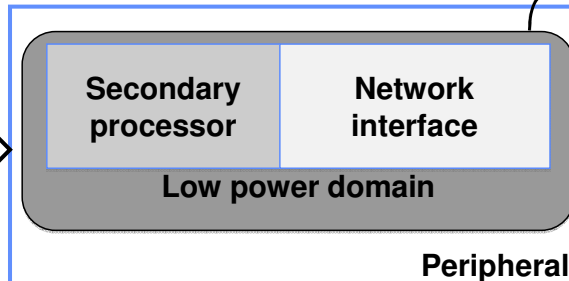 Secondary
processor
Network
interface
Low power domain
Peripheral